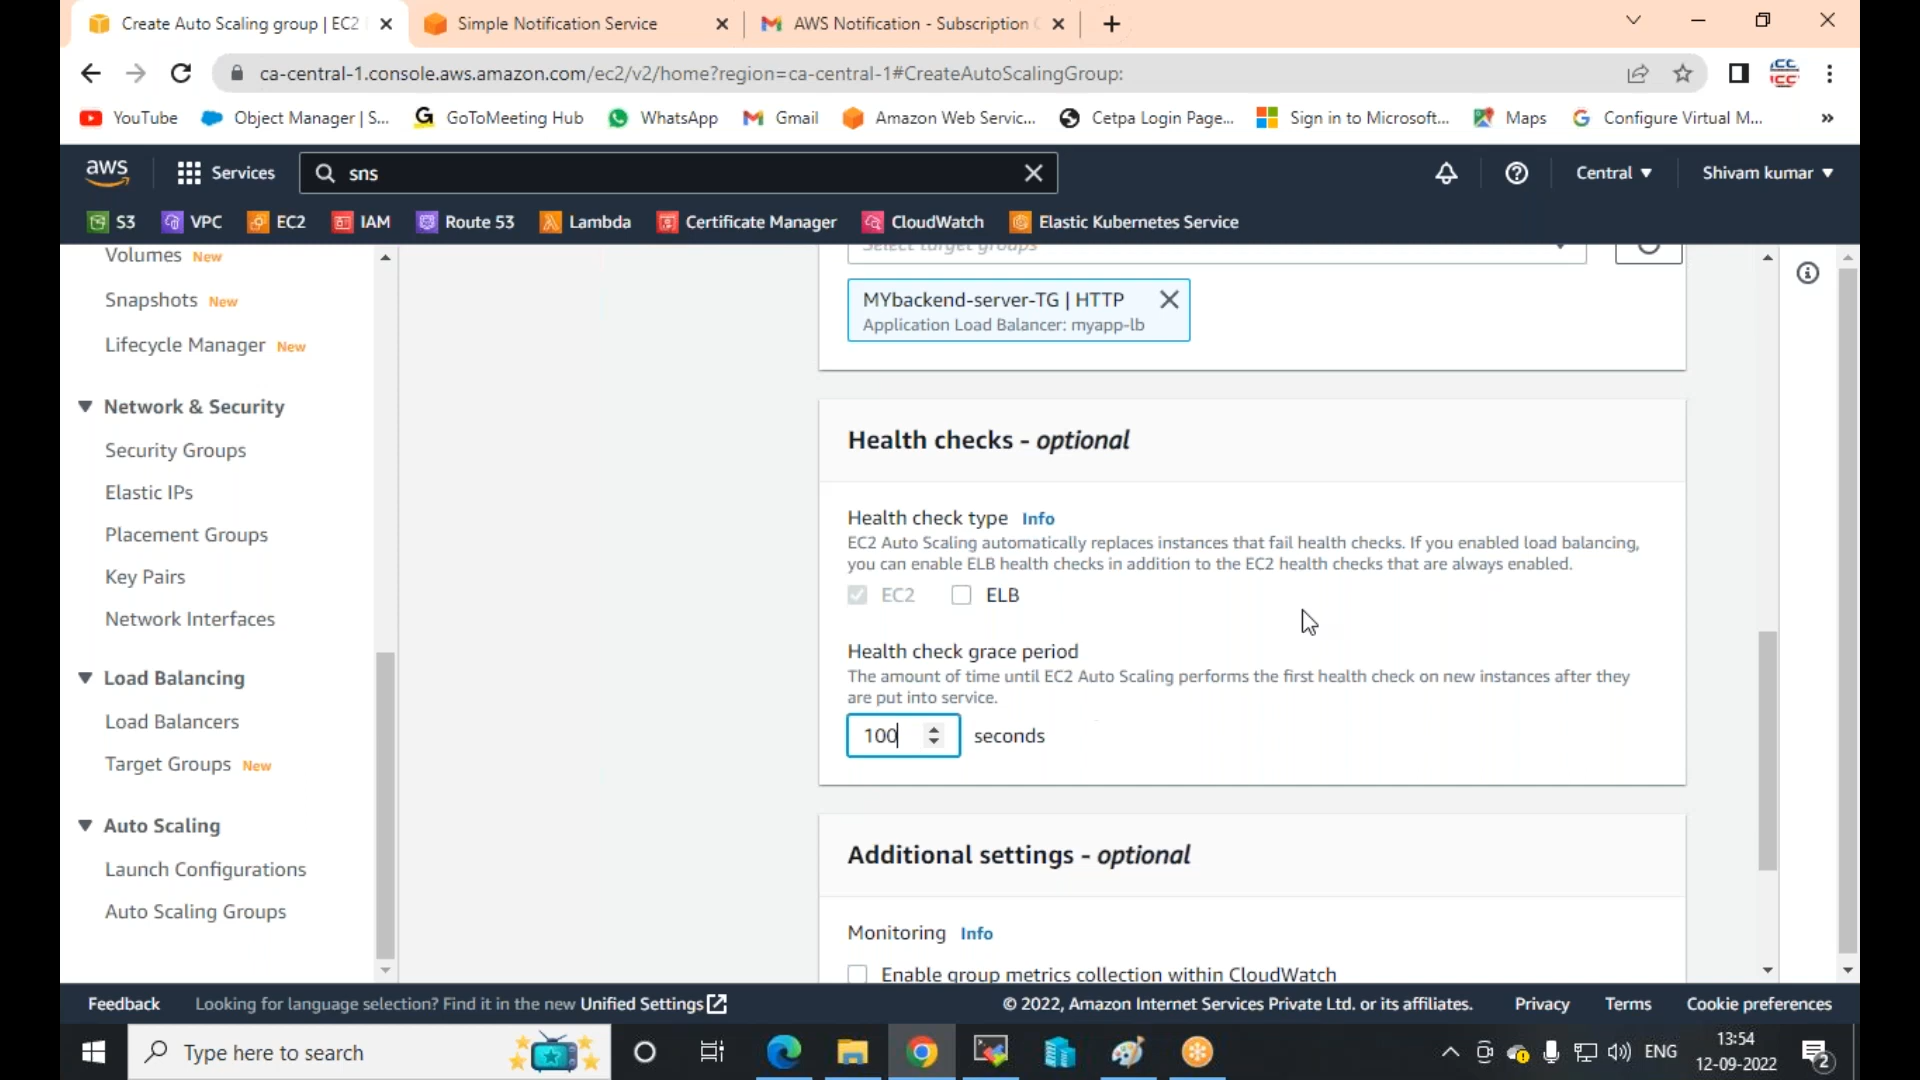 Create Auto Scaling group | EC2
Simple Notification Service
AWS Notification - Subscription
ca-central-1.console.aws.amazon.com/ec2/v2/home?region=ca-central-1#CreateAutoScalingGroup:
YouTube
Object Manager | S...
GoToMeeting Hub
WhatsApp
Gmail
Amazon Web Servic...
Cetpa Login Page...
Sign in to Microsoft...
Maps
Configure Virtual M...
»
aws
Services
sns
Central
Shivam kumar
S3
VPC
EC2
IAM
Route 53
Lambda
Certificate Manager
CloudWatch
Elastic Kubernetes Service
Volumes New
Snapshots New
Lifecycle Manager New
Network & Security
Security Groups
Elastic IPs
Placement Groups
Key Pairs
Network Interfaces
Load Balancing
Load Balancers
Target Groups New
Auto Scaling
Launch Configurations
Auto Scaling Groups
Select target groups
MYbackend-server-TG | HTTP
Application Load Balancer: myapp-lb
Health checks - optional
Health check type Info
EC2 Auto Scaling automatically replaces instances that fail health checks. If you enabled load balancing,
you can enable ELB health checks in addition to the EC2 health checks that are always enabled.
EC2
ELB
Health check grace period
The amount of time until EC2 Auto Scaling performs the first health check on new instances after they
are put into service.
100 seconds
Additional settings - optional
Monitoring Info
Enable group metrics collection within CloudWatch
Feedback
Looking for language selection? Find it in the new Unified Settings
© 2022, Amazon Internet Services Private Ltd. or its affiliates.
Privacy
Terms
Cookie preferences
Type here to search
ENG
13:54
12-09-2022
2